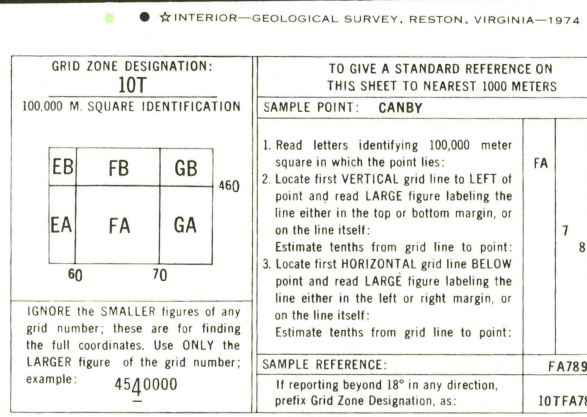 ☆INTERIOR—GEOLOGICAL SURVEY, RESTON, VIRGINIA—1974
GRID ZONE DESIGNATION:
10T
100,000 M. SQUARE IDENTIFICATION
EB FB GB
460
EA FA GA
60 70
IGNORE the SMALLER figures of any
grid number; these are for finding
the full coordinates. Use ONLY the
LARGER figure of the grid number;
example: 4540000
TO GIVE A STANDARD REFERENCE ON
THIS SHEET TO NEAREST 1000 METERS
SAMPLE POINT: CANBY
1. Read letters identifying 100,000 meter
square in which the point lies: FA
2. Locate first VERTICAL grid line to LEFT of
point and read LARGE figure labeling the
line either in the top or bottom margin, or
on the line itself: 7
Estimate tenths from grid line to point: 8
3. Locate first HORIZONTAL grid line BELOW
point and read LARGE figure labeling the
line either in the left or right margin, or
on the line itself:
Estimate tenths from grid line to point:
SAMPLE REFERENCE: FA789
If reporting beyond 18° in any direction,
prefix Grid Zone Designation, as: 10TFA78